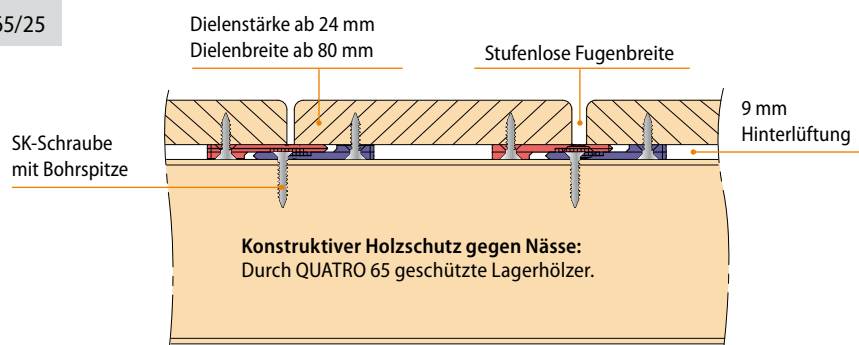 65/25
Dielenstärke ab 24 mm
Dielenbreite ab 80 mm
Stufenlose Fugenbreite
9 mm
Hinterlüftung
SK-Schraube
mit Bohrspitze
Konstruktiver Holzschutz gegen Nässe:
Durch QUATRO 65 geschützte Lagerhölzer.